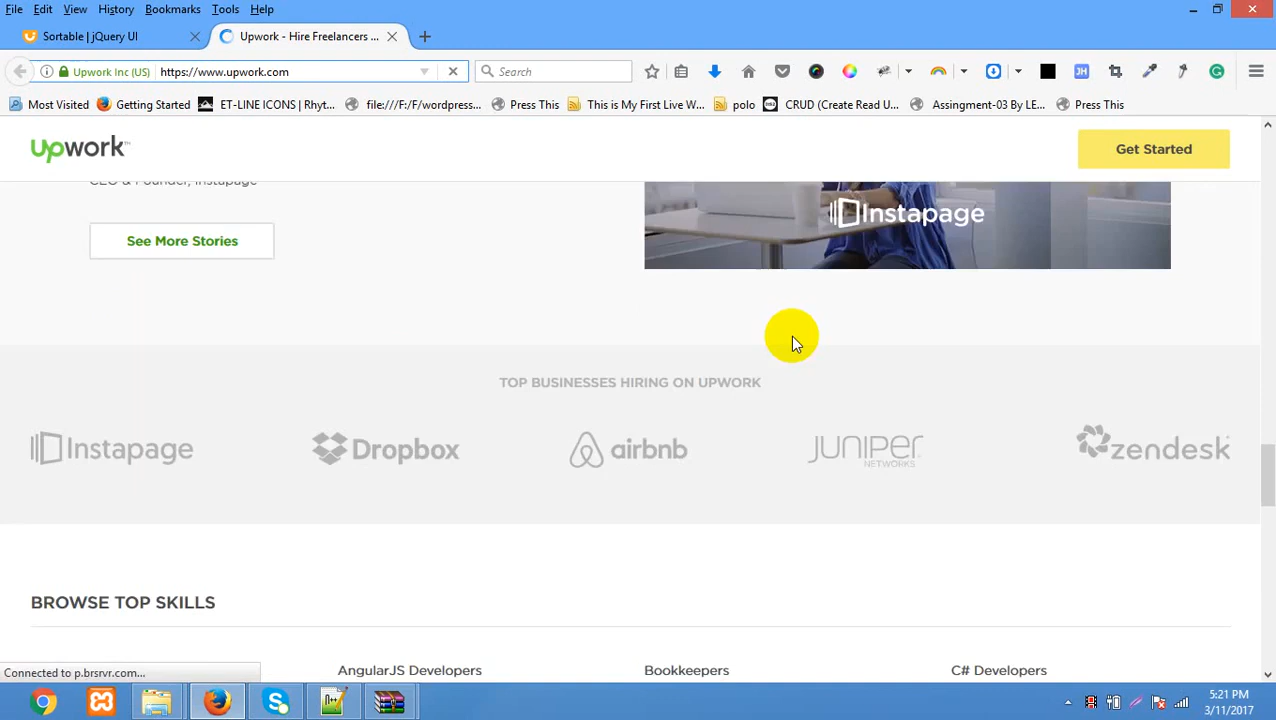 File Edit View History Bookmarks Tools Help
Sortable | jQuery UI
Upwork - Hire Freelancers ...
Upwork Inc (US) https://www.upwork.com
Search
JH
Most Visited Getting Started ET-LINE ICONS | Rhyt... file:///F:/F/wordpress... Press This This is My First Live W... polo CRUD (Create Read U... Assingment-03 By LE... Press This
Upwork™
Get Started
CEO & Founder, Instapage
Instapage
See More Stories
TOP BUSINESSES HIRING ON UPWORK
Instapage Dropbox airbnb JUNIPER NETWORKS zendesk
BROWSE TOP SKILLS
AngularJS Developers Bookkeepers C# Developers
Connected to p.brsrvr.com...
5:21 PM
3/11/2017